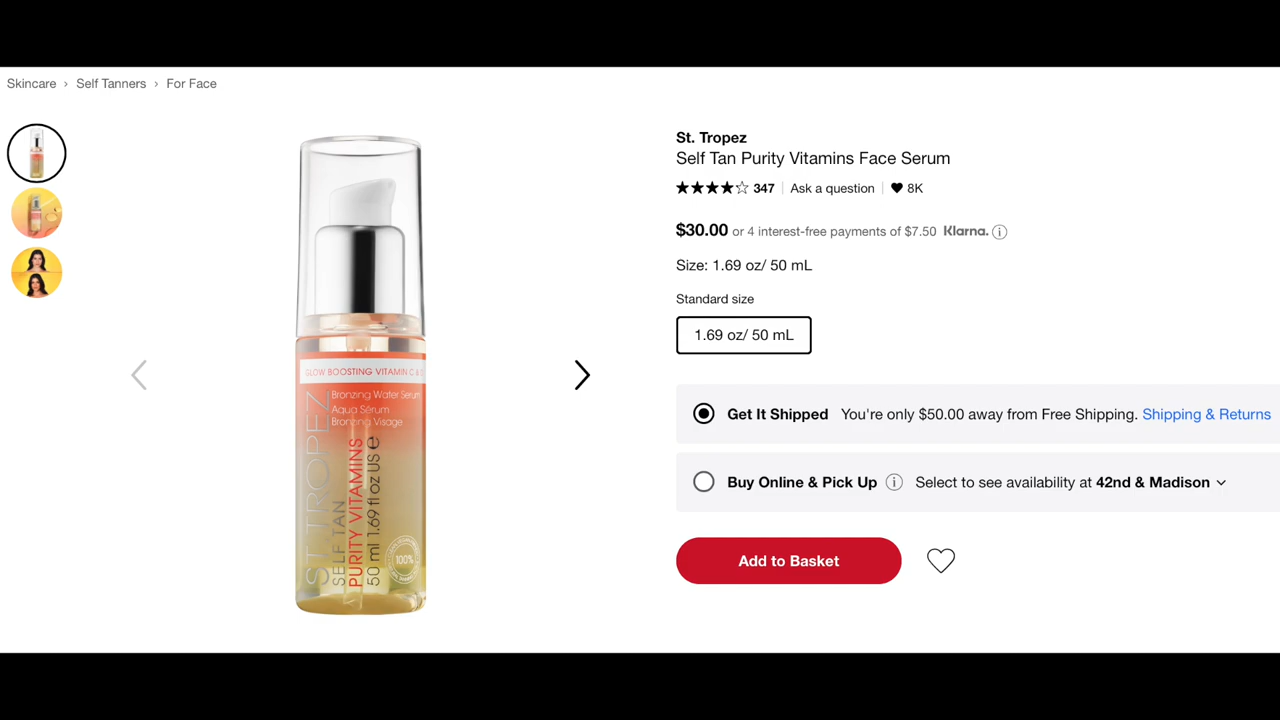 Skincare › Self Tanners › For Face
St. Tropez
Self Tan Purity Vitamins Face Serum
347 Ask a question 8K
$30.00 or 4 interest-free payments of $7.50 Klarna.
Size: 1.69 oz/ 50 mL
Standard size
1.69 oz/ 50 mL
Get It Shipped You're only $50.00 away from Free Shipping. Shipping & Returns
Buy Online & Pick Up Select to see availability at 42nd & Madison
Add to Basket
GLOW BOOSTING VITAMIN C &
Bronzing Water Serum
Aqua Sérum
Bronzing Visage
ST.TROPEZ
SELF TAN
PURITY VITAMINS
50 ml 1.69 fl oz US e
100%